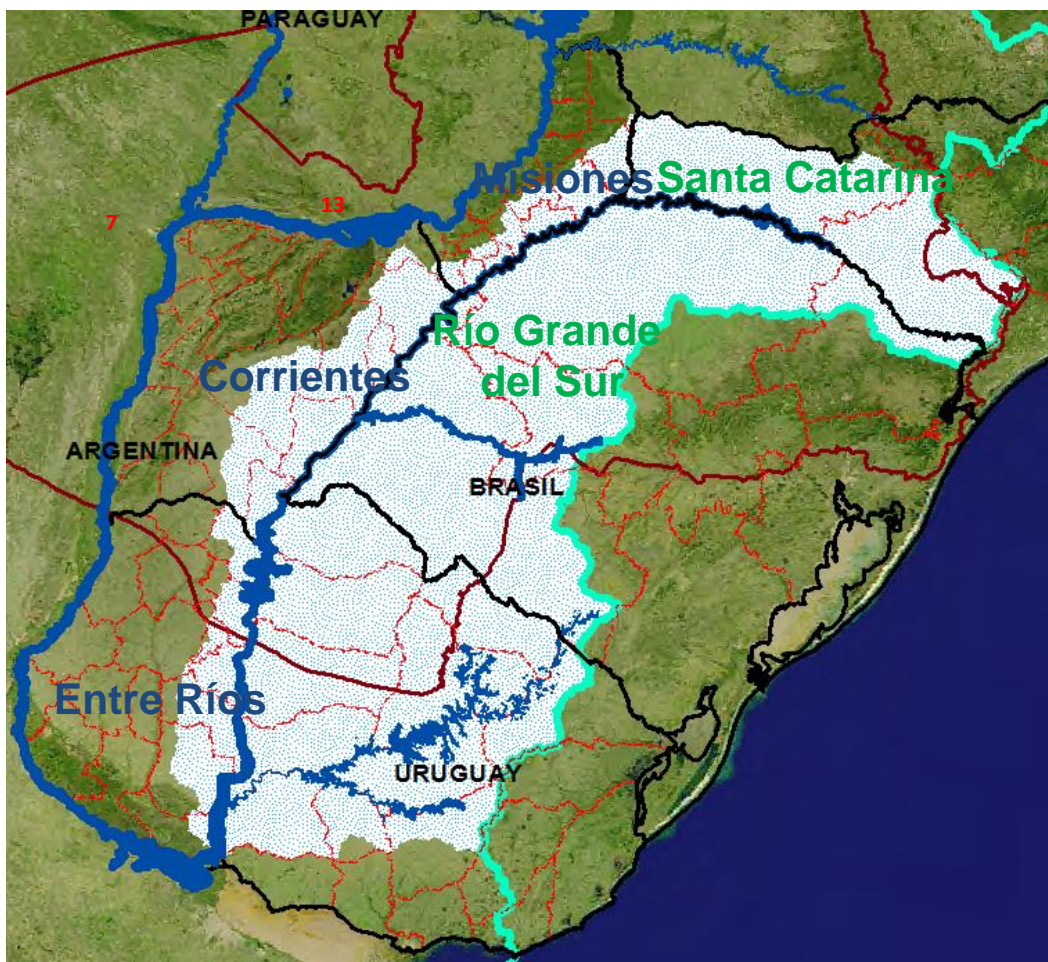 PARAGUAY
Misiones
Santa Catarina
13
7
Río Grande
del Sur
Corrientes
ARGENTINA
BRASIL
Entre Ríos
URUGUAY